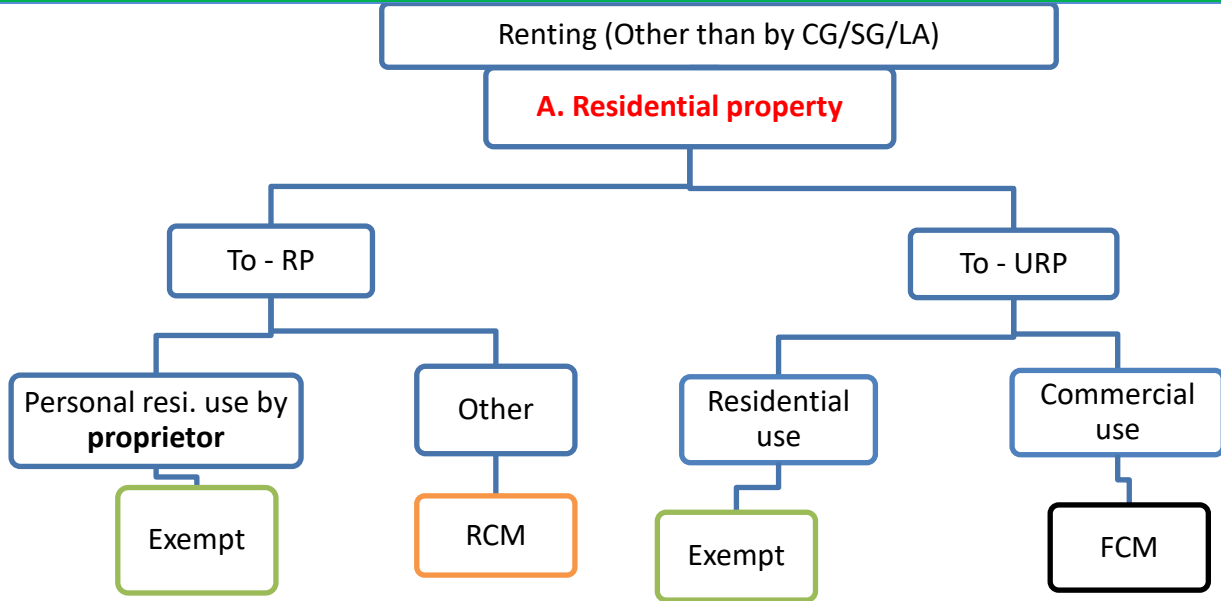 Renting (Other than by CG/SG/LA)
A. Residential property
To - RP
To - URP
Personal resi. use by
proprietor
Other
Residential
use
Commercial
use
Exempt
RCM
Exempt
FCM